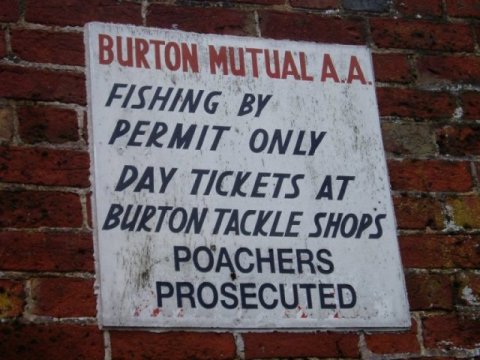 BURTON MUTUAL A.A.
FISHING BY
PERMIT ONLY
DAY TICKETS AT
BURTON TACKLE SHOPS
POACHERS
PROSECUTED